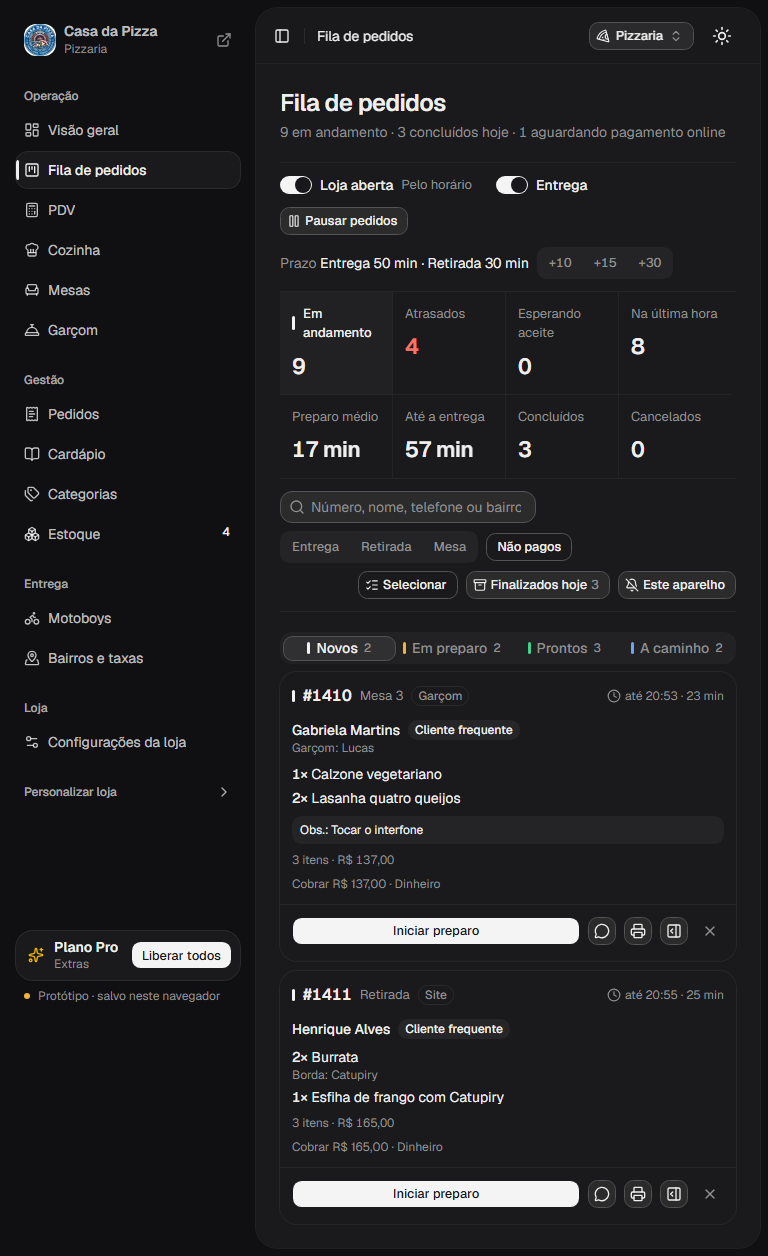 Casa da Pizza
Pizzaria
Operação
Visão geral
Fila de pedidos
PDV
Cozinha
Mesas
Garçom
Gestão
Pedidos
Cardápio
Categorias
Estoque 4
Entrega
Motoboys
Bairros e taxas
Loja
Configurações da loja
Personalizar loja
Plano Pro
Extras
Liberar todos
Protótipo · salvo neste navegador
Fila de pedidos
Pizzaria
Fila de pedidos
9 em andamento · 3 concluídos hoje · 1 aguardando pagamento online
Loja aberta Pelo horário Entrega
Pausar pedidos
Prazo Entrega 50 min · Retirada 30 min +10 +15 +30
Em andamento
9
Atrasados
4
Esperando aceite
0
Na última hora
8
Preparo médio
17 min
Até a entrega
57 min
Concluídos
3
Cancelados
0
Número, nome, telefone ou bairro
Entrega Retirada Mesa Não pagos
Selecionar Finalizados hoje 3 Este aparelho
Novos 2 Em preparo 2 Prontos 3 A caminho 2
#1410 Mesa 3 Garçom até 20:53 · 23 min
Gabriela Martins Cliente frequente
Garçom: Lucas
1× Calzone vegetariano
2× Lasanha quatro queijos
Obs.: Tocar o interfone
3 itens · R$ 137,00
Cobrar R$ 137,00 · Dinheiro
Iniciar preparo
#1411 Retirada Site até 20:55 · 25 min
Henrique Alves Cliente frequente
2× Burrata
Borda: Catupiry
1× Esfiha de frango com Catupiry
3 itens · R$ 165,00
Cobrar R$ 165,00 · Dinheiro
Iniciar preparo